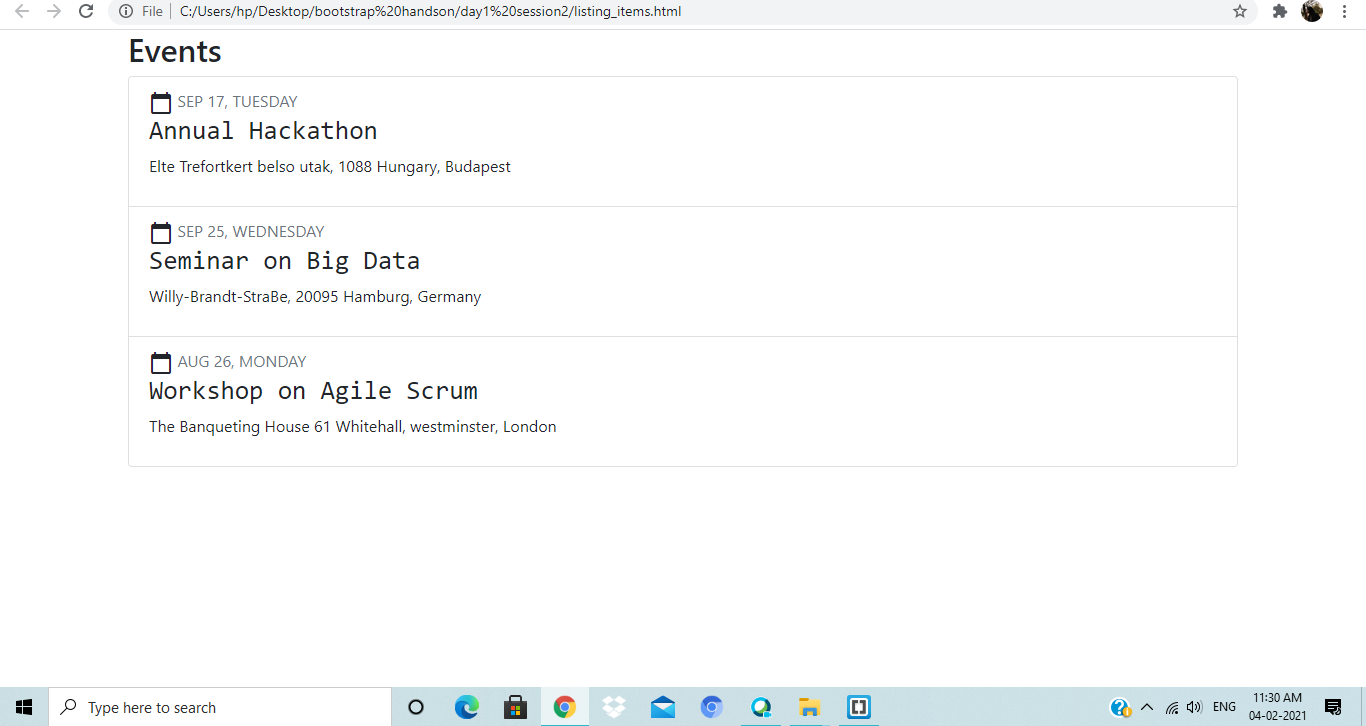 File
C:/Users/hp/Desktop/bootstrap%20handson/day1%20session2/listing_items.html
Events
SEP 17, TUESDAY
Annual Hackathon
Elte Trefortkert belso utak, 1088 Hungary, Budapest
SEP 25, WEDNESDAY
Seminar on Big Data
Willy-Brandt-StraBe, 20095 Hamburg, Germany
AUG 26, MONDAY
Workshop on Agile Scrum
The Banqueting House 61 Whitehall, westminster, London
Type here to search
ENG
11:30 AM
04-02-2021